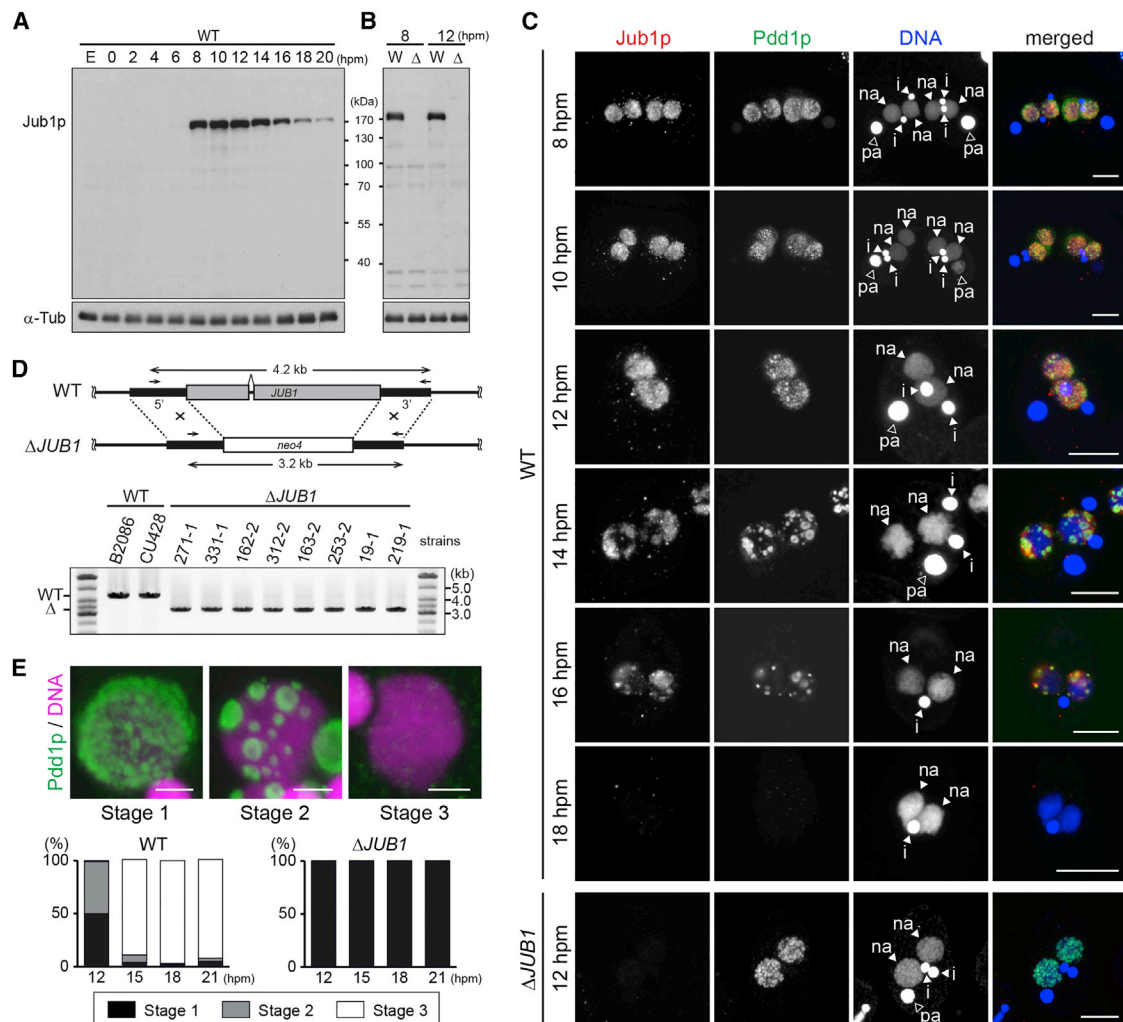 A
WT
E 0 2 4 6 8 10 12 14 16 18 20 (hpm)
Jub1p
α-Tub
B
8 12 (hpm)
W Δ W Δ
(kDa)
170
130
100
70
55
40
C
Jub1p Pdd1p DNA merged
WT
8 hpm
na i na i na
i na i
pa pa
10 hpm
na na
i na
pa i i pa
12 hpm
na
i na
pa i
14 hpm
na na i
i
pa
16 hpm
na na
i
18 hpm
na
na
i
ΔJUB1
12 hpm
na
na i
i
pa
D
4.2 kb
WT
JUB1
5' 3'
× ×
ΔJUB1
neo4
3.2 kb
WT ΔJUB1
B2086 CU428 271-1 331-1 162-2 312-2 163-2 253-2 19-1 219-1 strains
(kb)
WT
Δ
5.0
4.0
3.0
E
Pdd1p / DNA
Stage 1 Stage 2 Stage 3
(%) WT
100
50
0
12 15 18 21 (hpm)
(%) ΔJUB1
100
50
0
12 15 18 21 (hpm)
Stage 1 Stage 2 Stage 3